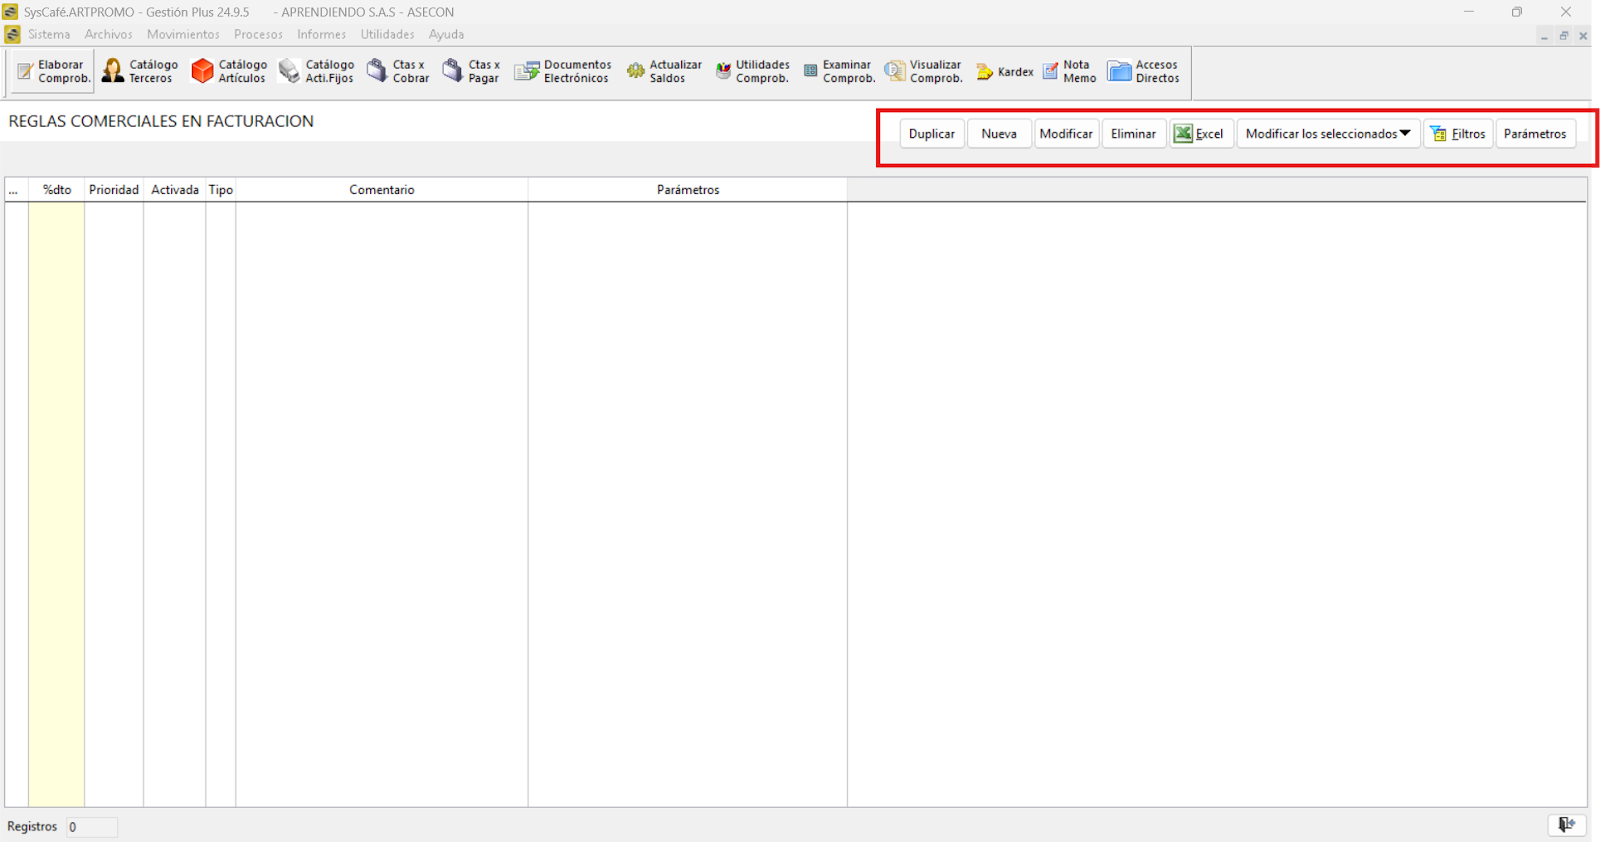 SysCafé.ARTPROMO - Gestión Plus 24.9.5 - APRENDIENDO S.A.S - ASECON
Sistema Archivos Movimientos Procesos Informes Utilidades Ayuda
Elaborar Comprob.
Catálogo Terceros
Catálogo Artículos
Catálogo Acti.Fijos
Ctas x Cobrar
Ctas x Pagar
Documentos Electrónicos
Actualizar Saldos
Utilidades Comprob.
Examinar Comprob.
Visualizar Comprob.
Kardex
Nota Memo
Accesos Directos
REGLAS COMERCIALES EN FACTURACION
Duplicar Nueva Modificar Eliminar Excel Modificar los seleccionados Filtros Parámetros
... %dto Prioridad Activada Tipo Comentario Parámetros
Registros 0